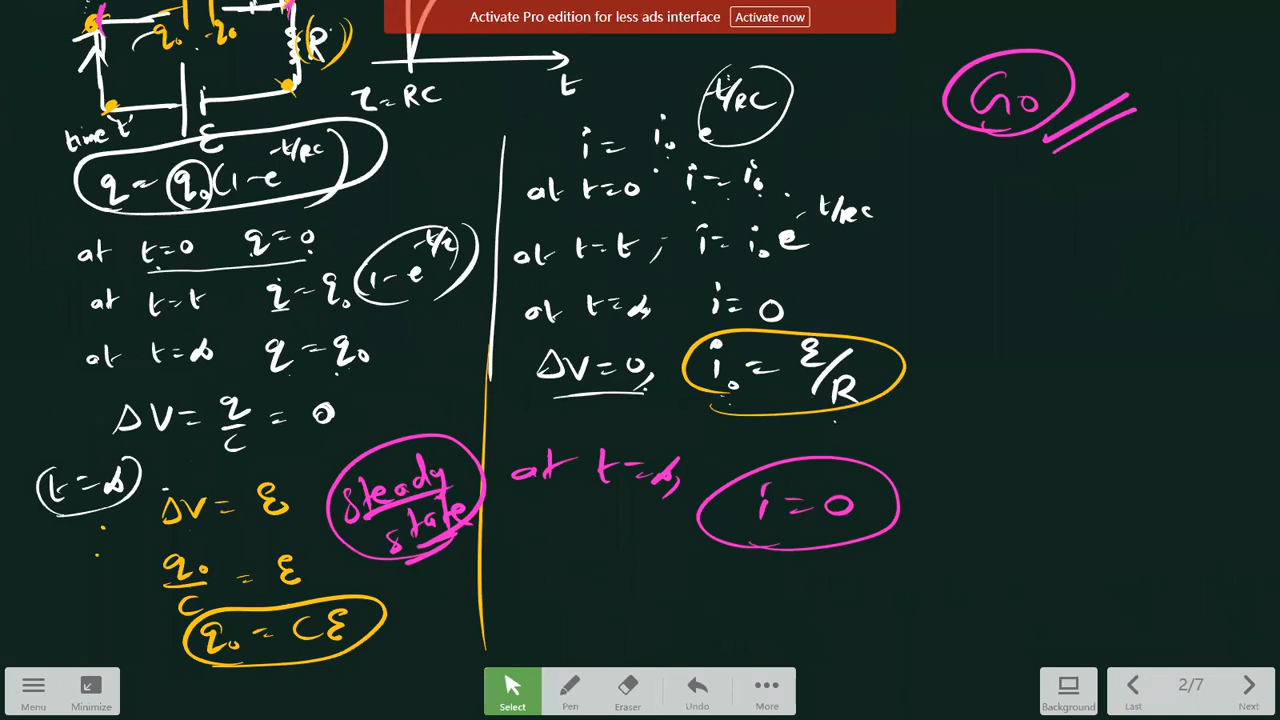 Activate Pro edition for less ads interface Activate now
q₀ -q₀ R
ε
τ = RC t
time 't'
q = q₀(1-e^-t/RC)
at t=0 q=0
at t=t q=q₀(1-e^-t/RC)
at t=∞ q=q₀
ΔV = q/C = 0
(t=∞) ΔV = ε
q₀/C = ε
q₀ = Cε
steady
state
i = i₀ e^t/RC
at t=0 i=i₀
at t=t, i=i₀ e^-t/RC
at t=∞, i=0
ΔV=0, i₀ = ε/R
at t=∞, i=0
Go
Menu Minimize Select Pen Eraser Undo More Background Last 2/7 Next